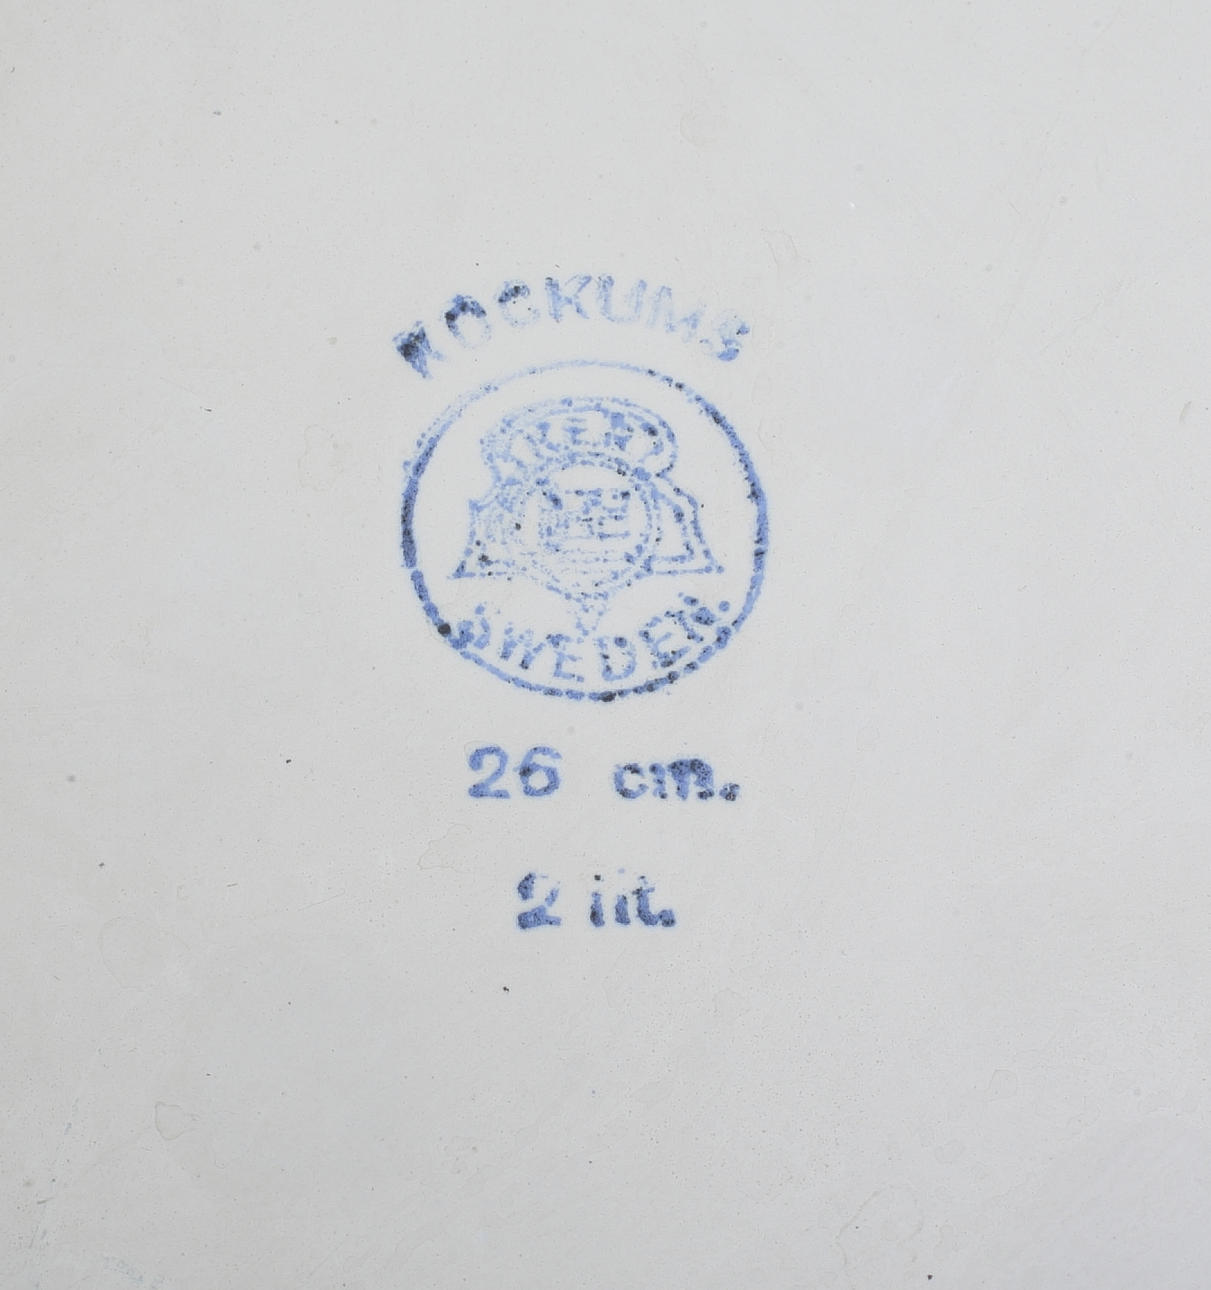 KOCKUMS
SWEDEN.
26 cm.
2 lit.